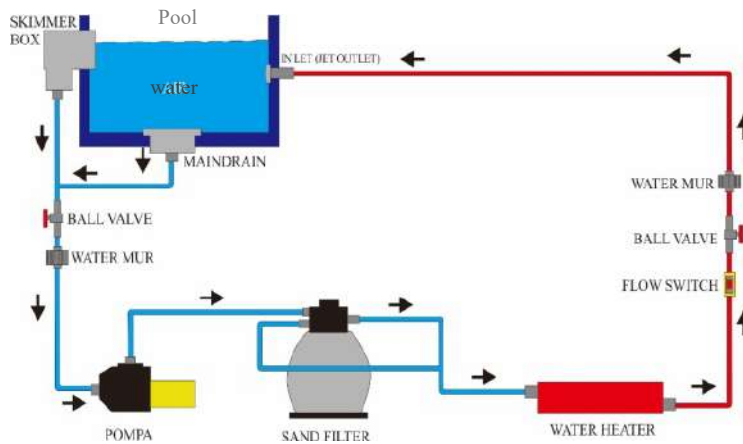 SKIMMER
BOX
Pool
INLET (JET OUTLET)
water
MAINDRAIN
WATER MUR
BALL VALVE
BALL VALVE
WATER MUR
FLOW SWITCH
POMPA
SAND FILTER
WATER HEATER